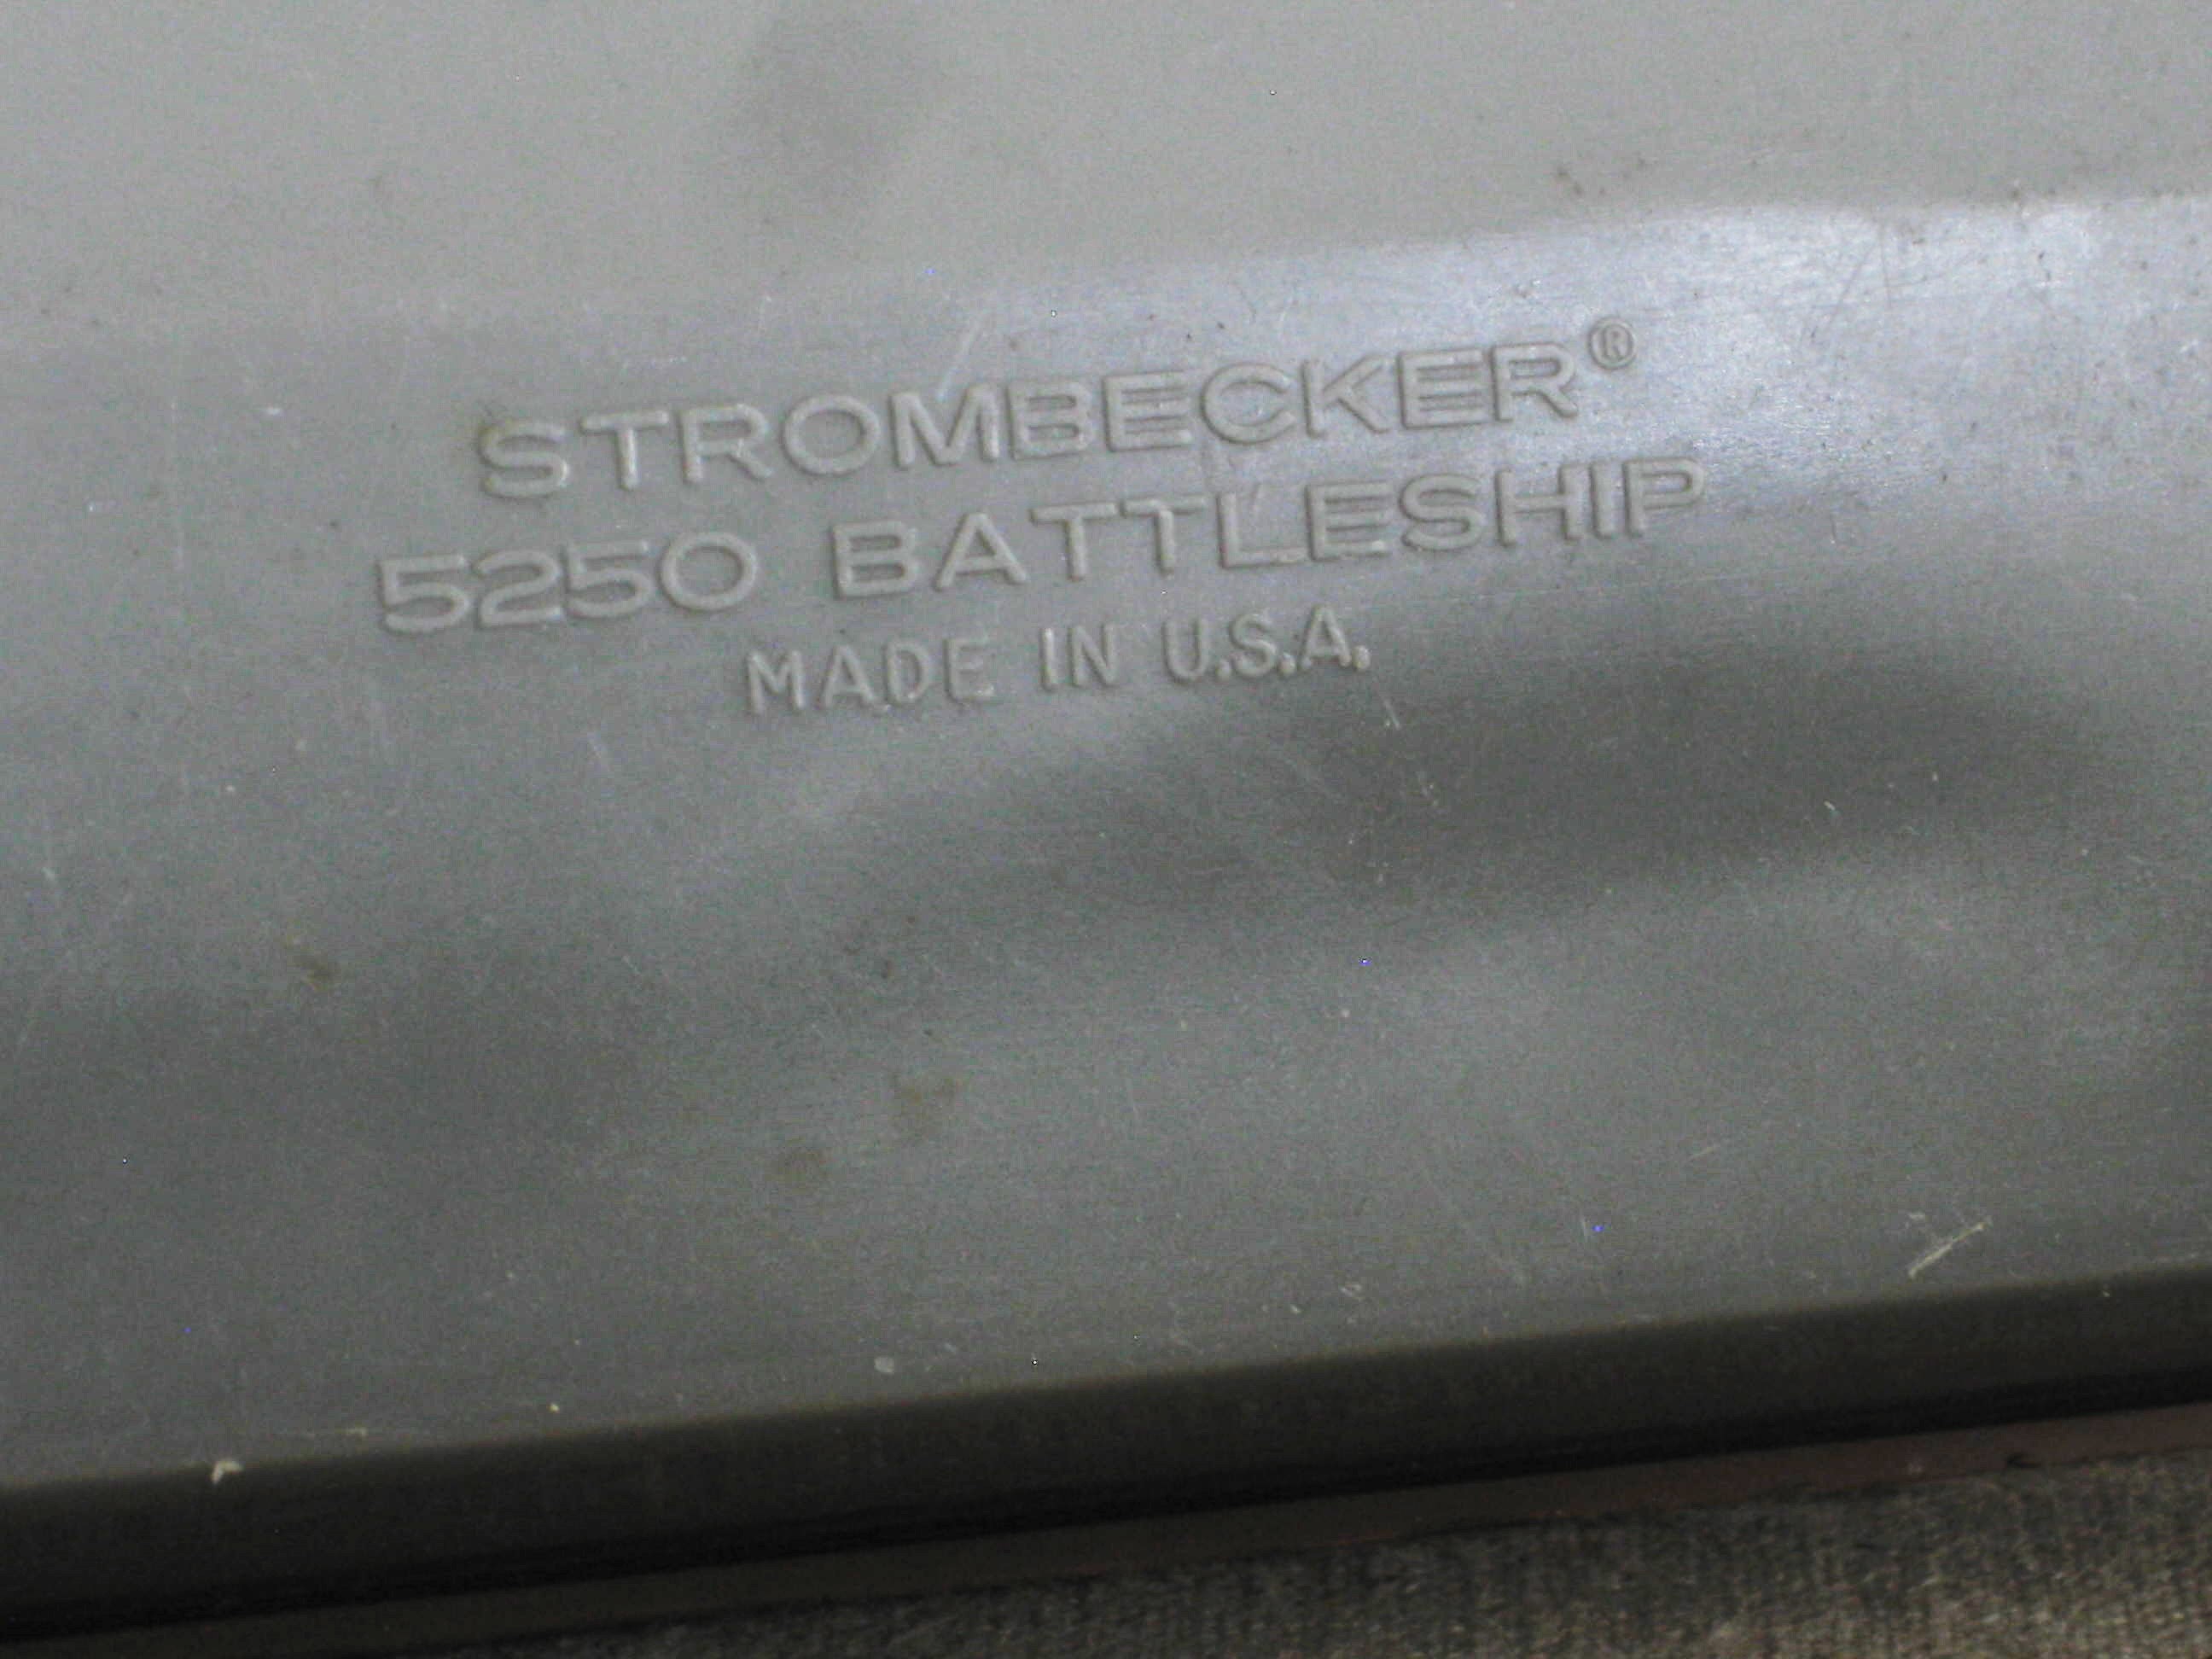 STROMBECKER®
5250 BATTLESHIP
MADE IN U.S.A.